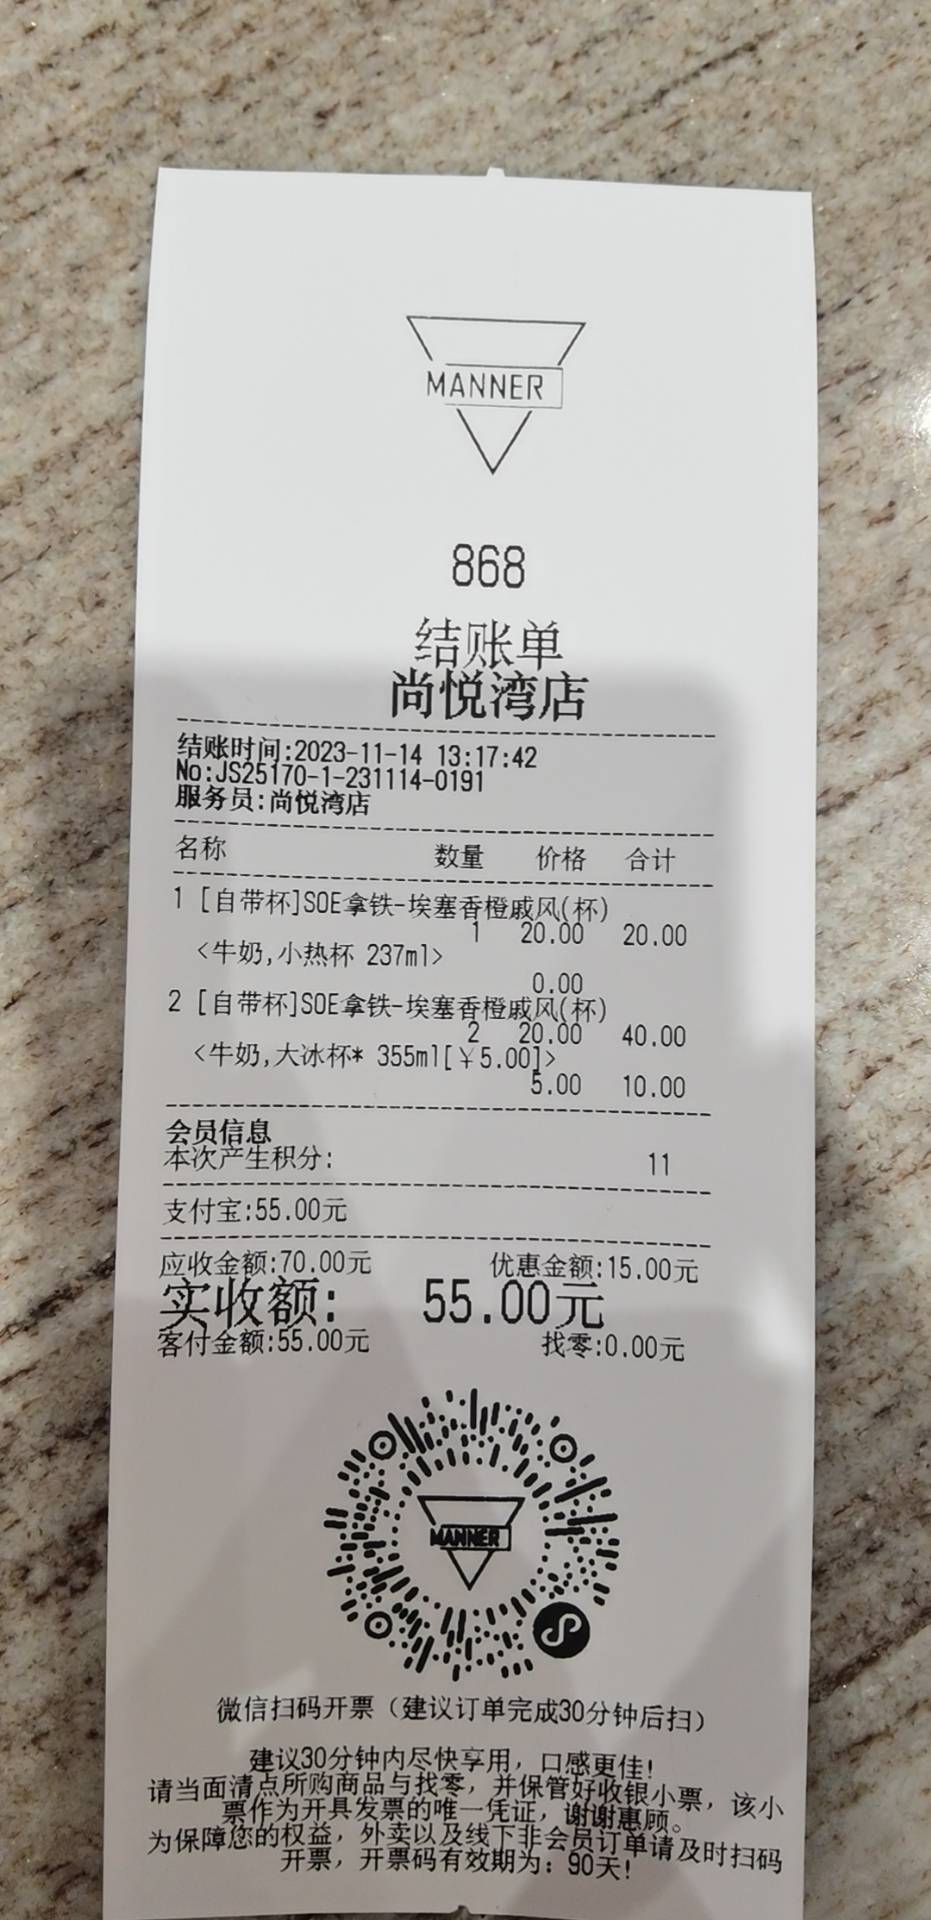 MANNER
868
结账单
尚悦湾店
结账时间:2023-11-14 13:17:42
No:JS25170-1-231114-0191
服务员:尚悦湾店
名称 数量 价格 合计
1 [自带杯]SOE拿铁-埃塞香橙戚风(杯)
1 20.00 20.00
<牛奶,小热杯 237ml>
0.00
2 [自带杯]SOE拿铁-埃塞香橙戚风(杯)
2 20.00 40.00
<牛奶,大冰杯* 355ml[¥5.00]>
5.00 10.00
会员信息
本次产生积分: 11
支付宝:55.00元
应收金额:70.00元 优惠金额:15.00元
实收额: 55.00元
客付金额:55.00元 找零:0.00元
MANNER
微信扫码开票（建议订单完成30分钟后扫）
建议30分钟内尽快享用，口感更佳!
请当面清点所购商品与找零，并保管好收银小票，该小
票作为开具发票的唯一凭证，谢谢惠顾。
为保障您的权益，外卖以及线下非会员订单请及时扫码
开票，开票码有效期为：90天!